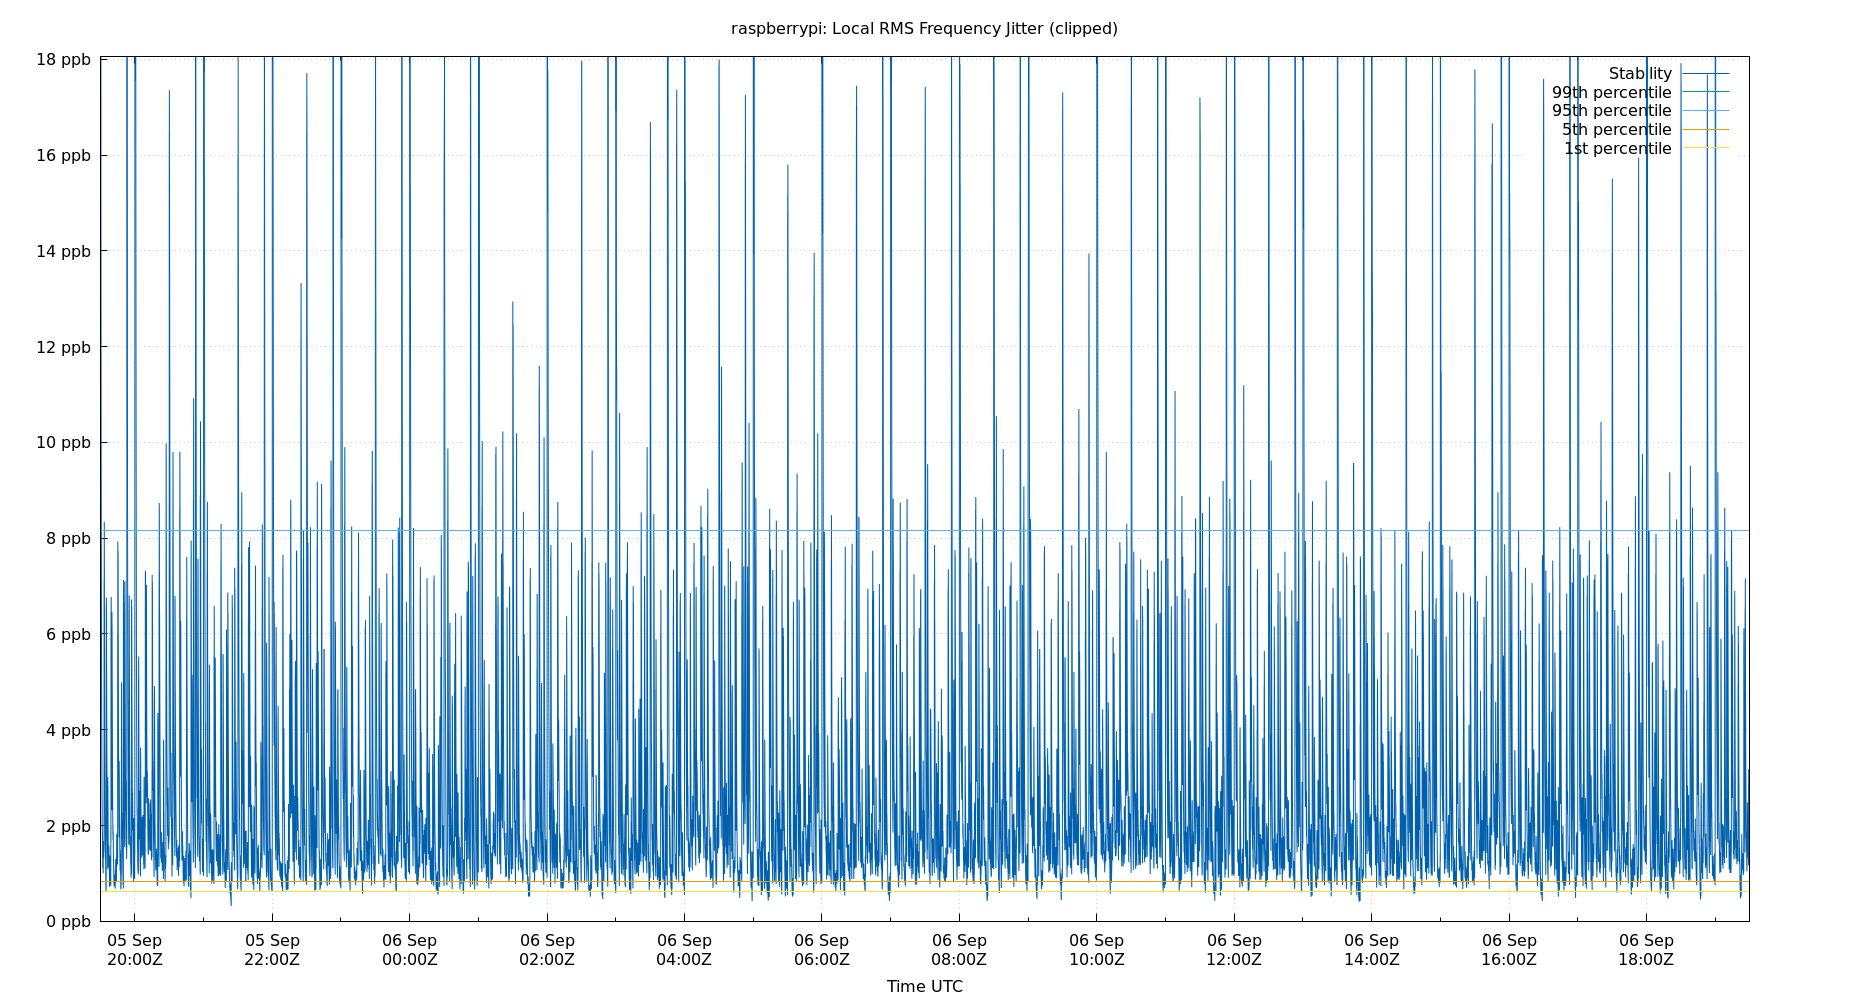 raspberrypi: Local RMS Frequency Jitter (clipped)
18 ppb
16 ppb
14 ppb
12 ppb
10 ppb
8 ppb
6 ppb
4 ppb
2 ppb
0 ppb
Stability
99th percentile
95th percentile
5th percentile
1st percentile
05 Sep
20:00Z
05 Sep
22:00Z
06 Sep
00:00Z
06 Sep
02:00Z
06 Sep
04:00Z
06 Sep
06:00Z
06 Sep
08:00Z
06 Sep
10:00Z
06 Sep
12:00Z
06 Sep
14:00Z
06 Sep
16:00Z
06 Sep
18:00Z
Time UTC